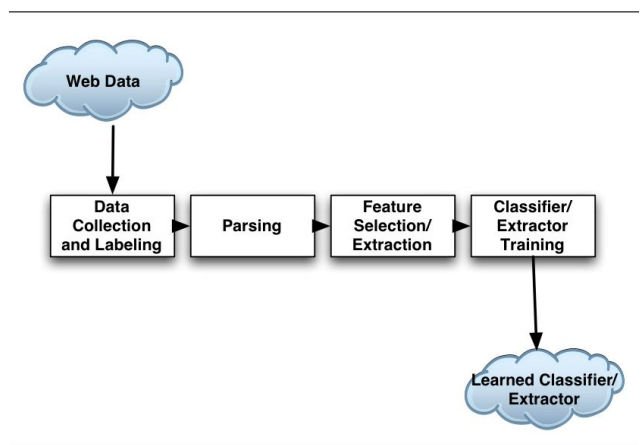 Web Data
Data
Collection
and Labeling
Parsing
Feature
Selection/
Extraction
Classifier/
Extractor
Training
Learned Classifier/
Extractor